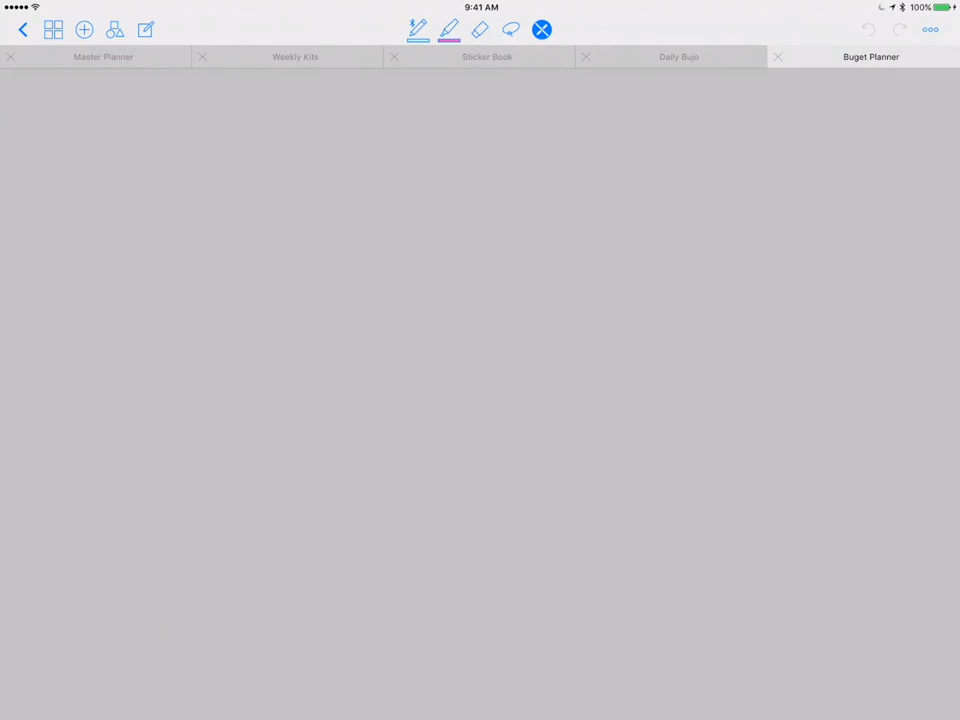 9:41 AM
100%
Master Planner
Weekly Kits
Sticker Book
Daily Bujo
Buget Planner